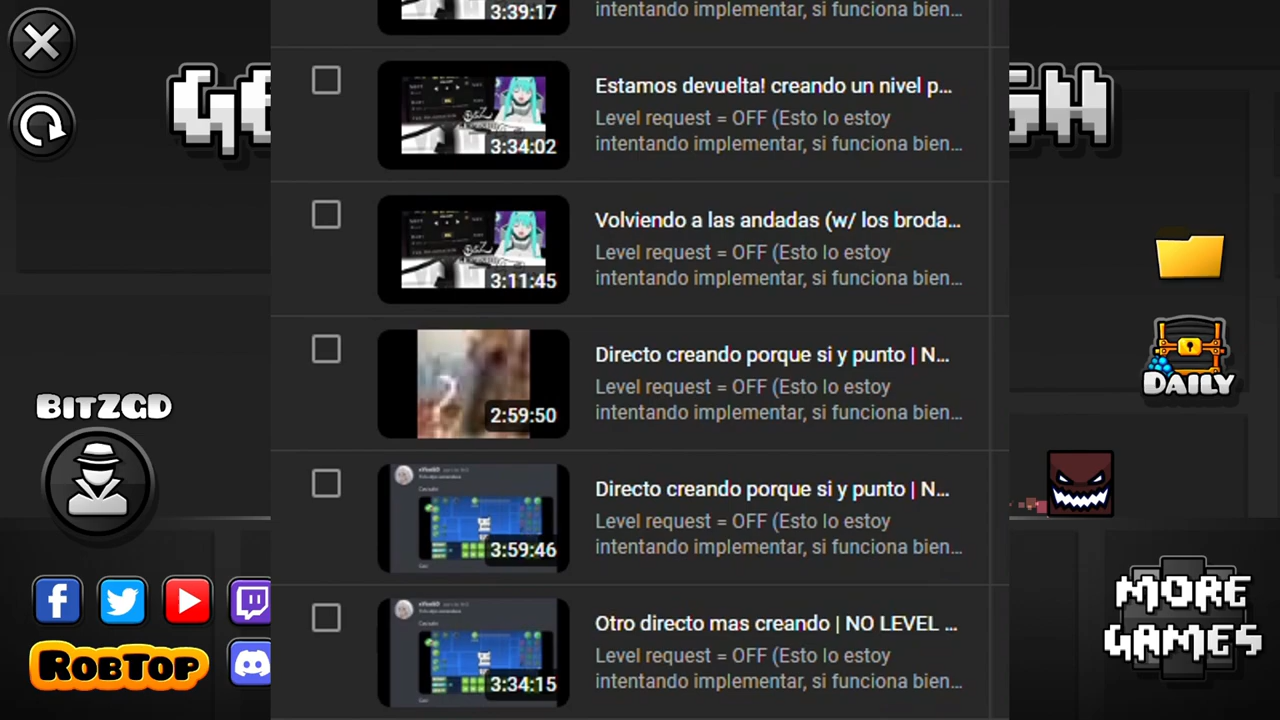 3:39:17
intentando implementar, si funciona bien...
Estamos devuelta! creando un nivel p...
Level request = OFF (Esto lo estoy
intentando implementar, si funciona bien...
3:34:02
Volviendo a las andadas (w/ los broda...
Level request = OFF (Esto lo estoy
intentando implementar, si funciona bien...
3:11:45
Directo creando porque si y punto | N...
Level request = OFF (Esto lo estoy
intentando implementar, si funciona bien...
2:59:50
Directo creando porque si y punto | N...
Level request = OFF (Esto lo estoy
intentando implementar, si funciona bien...
3:59:46
Otro directo mas creando | NO LEVEL ...
Level request = OFF (Esto lo estoy
intentando implementar, si funciona bien...
3:34:15
BITZGD
ROBTOP
DAILY
MORE
GAMES